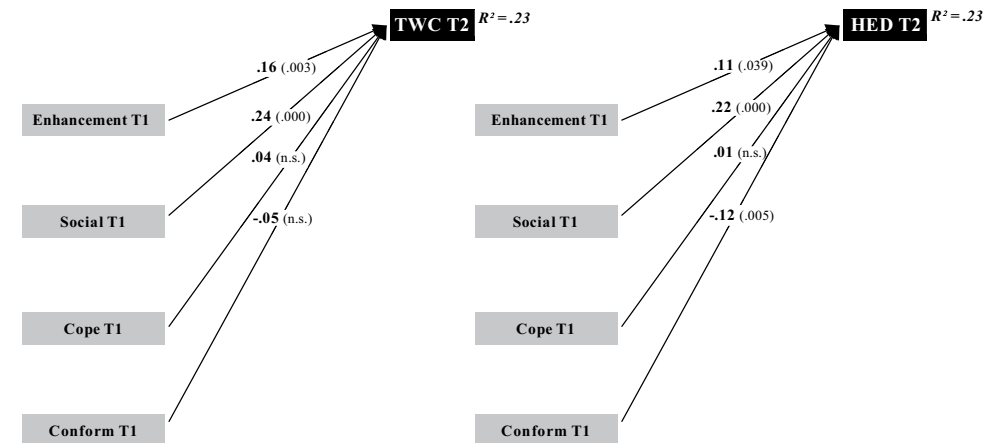 TWC T2 R² = .23
.16 (.003)
Enhancement T1
.24 (.000)
.04 (n.s.)
Social T1
-.05 (n.s.)
Cope T1
Conform T1
HED T2 R² = .23
.11 (.039)
Enhancement T1
.22 (.000)
.01 (n.s.)
Social T1
-.12 (.005)
Cope T1
Conform T1